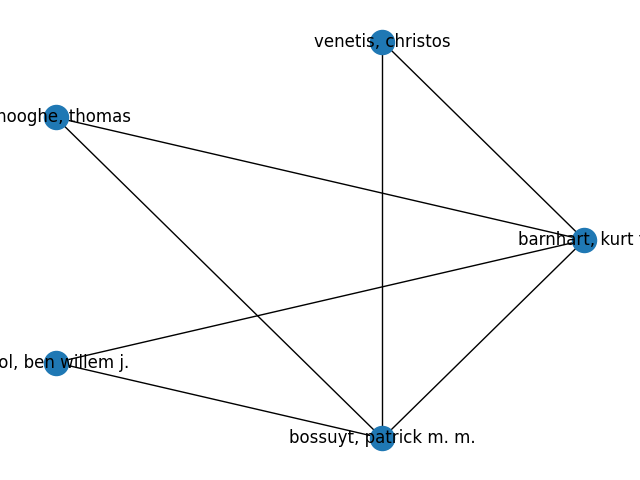 venetis, christos
hooghe, thomas
barnhart, kurt
ol, ben willem j.
bossuyt, patrick m. m.